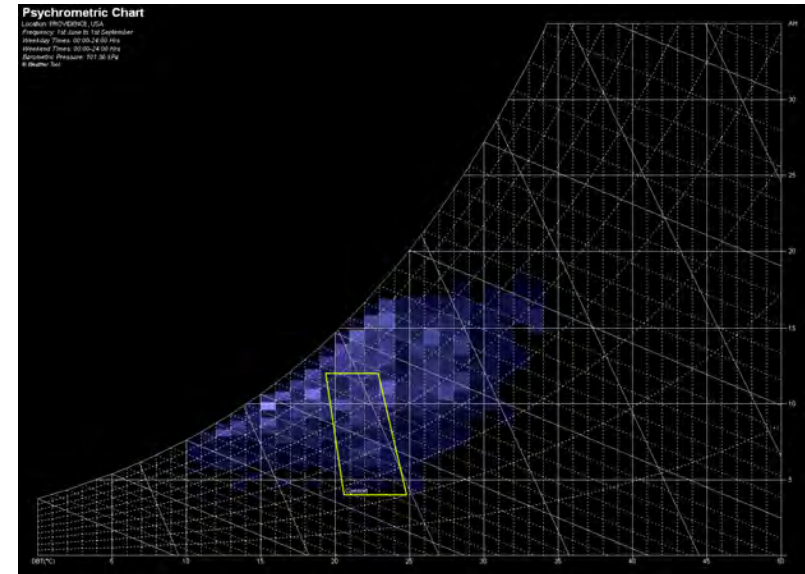 Psychrometric Chart
Location: PROVIDENCE, USA
Frequency: 1st June to 1st September
Weekday Times: 00:00-24:00 Hrs
Weekend Times: 00:00-24:00 Hrs
Barometric Pressure: 101.36 kPa
© Weather Tool
AH
30
25
20
15
10
5
Comfort
DBT(°C) 5 10 15 20 25 30 35 40 45 50